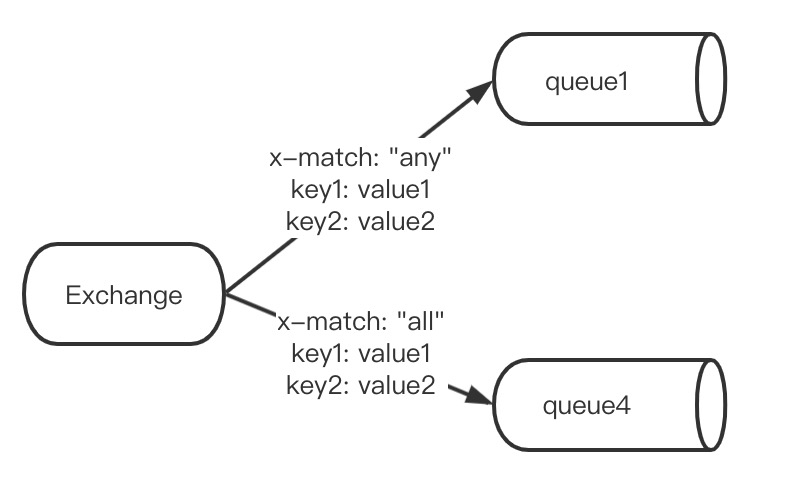 queue1
x-match: "any"
key1: value1
key2: value2
Exchange
x-match: "all"
key1: value1
key2: value2
queue4